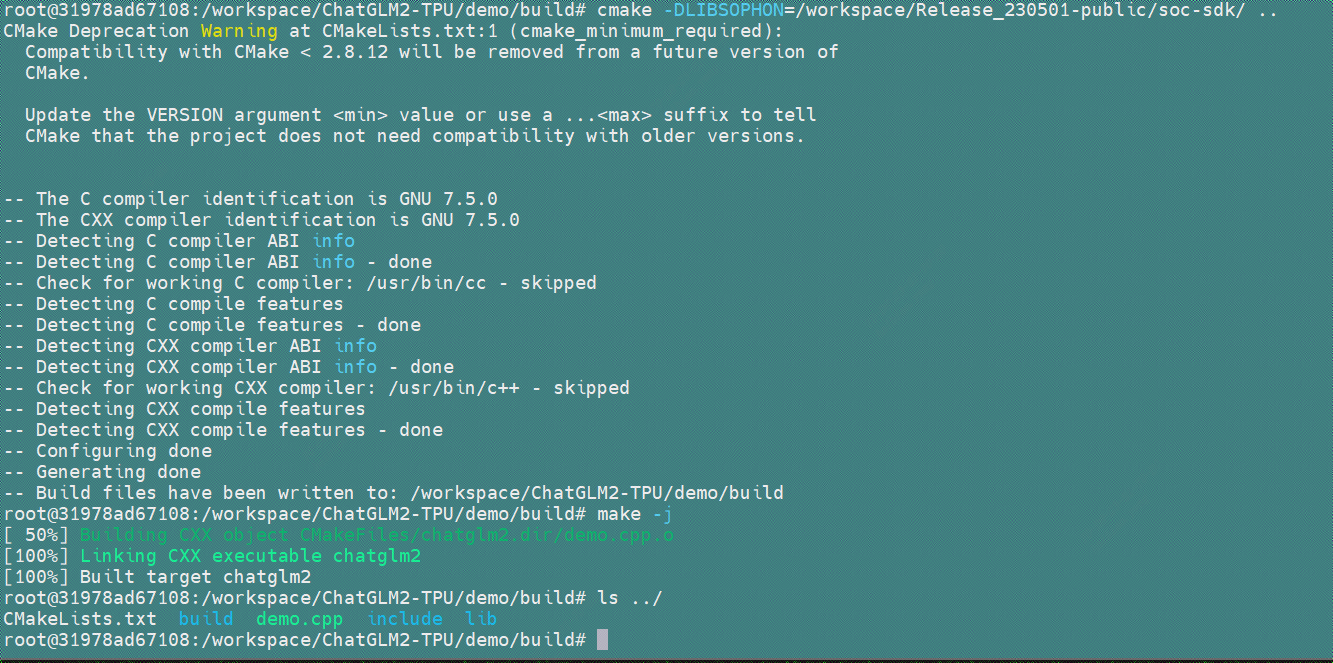 root@31978ad67108:/workspace/ChatGLM2-TPU/demo/build# cmake -DLIBSOPHON=/workspace/Release_230501-public/soc-sdk/ ..
CMake Deprecation Warning at CMakeLists.txt:1 (cmake_minimum_required):
  Compatibility with CMake < 2.8.12 will be removed from a future version of
  CMake.

  Update the VERSION argument <min> value or use a ...<max> suffix to tell
  CMake that the project does not need compatibility with older versions.


-- The C compiler identification is GNU 7.5.0
-- The CXX compiler identification is GNU 7.5.0
-- Detecting C compiler ABI info
-- Detecting C compiler ABI info - done
-- Check for working C compiler: /usr/bin/cc - skipped
-- Detecting C compile features
-- Detecting C compile features - done
-- Detecting CXX compiler ABI info
-- Detecting CXX compiler ABI info - done
-- Check for working CXX compiler: /usr/bin/c++ - skipped
-- Detecting CXX compile features
-- Detecting CXX compile features - done
-- Configuring done
-- Generating done
-- Build files have been written to: /workspace/ChatGLM2-TPU/demo/build
root@31978ad67108:/workspace/ChatGLM2-TPU/demo/build# make -j
[ 50%] Building CXX object CMakeFiles/chatglm2.dir/demo.cpp.o
[100%] Linking CXX executable chatglm2
[100%] Built target chatglm2
root@31978ad67108:/workspace/ChatGLM2-TPU/demo/build# ls ../
CMakeLists.txt  build  demo.cpp  include  lib
root@31978ad67108:/workspace/ChatGLM2-TPU/demo/build#